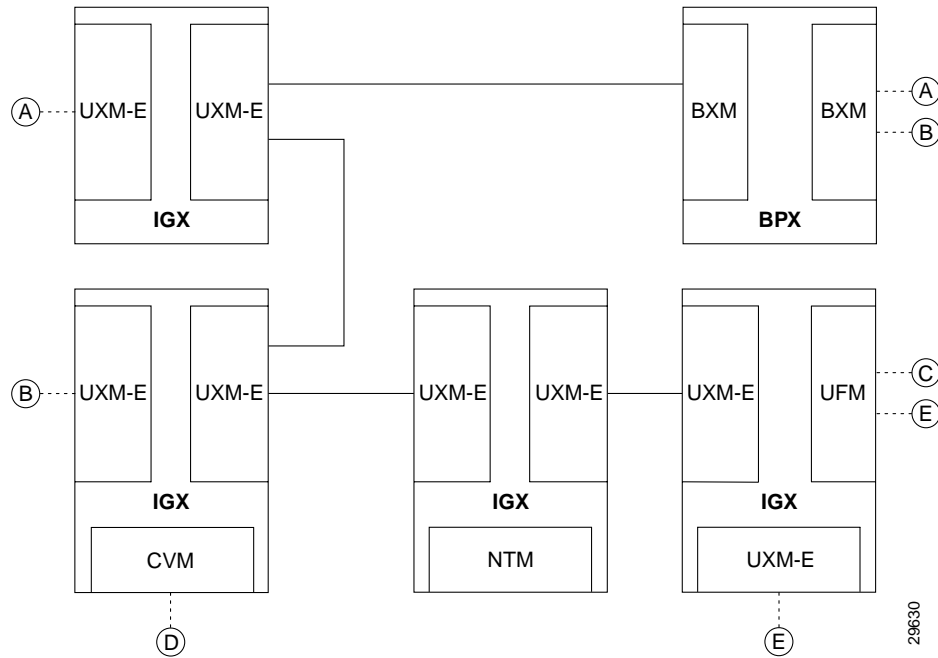 A
UXM-E
UXM-E
IGX
BXM
BXM
BPX
A
B
B
UXM-E
UXM-E
IGX
CVM
D
UXM-E
UXM-E
IGX
NTM
UXM-E
UFM
IGX
UXM-E
C
E
E
29630